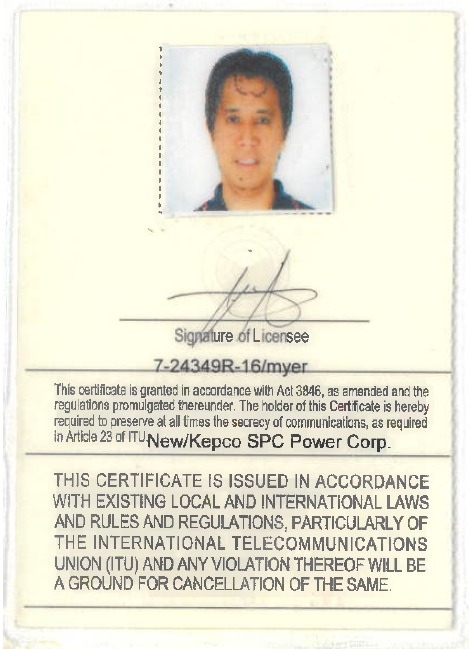 Signature of Licensee
7-24349R-16/myer
This certificate is granted in accordance with Act 3846, as amended and the
regulations promulgated thereunder. The holder of this Certificate is hereby
required to preserve at all times the secrecy of communications, as required
in Article 23 of ITU New/Kepco SPC Power Corp.
THIS CERTIFICATE IS ISSUED IN ACCORDANCE
WITH EXISTING LOCAL AND INTERNATIONAL LAWS
AND RULES AND REGULATIONS, PARTICULARLY OF
THE INTERNATIONAL TELECOMMUNICATIONS
UNION (ITU) AND ANY VIOLATION THEREOF WILL BE
A GROUND FOR CANCELLATION OF THE SAME.